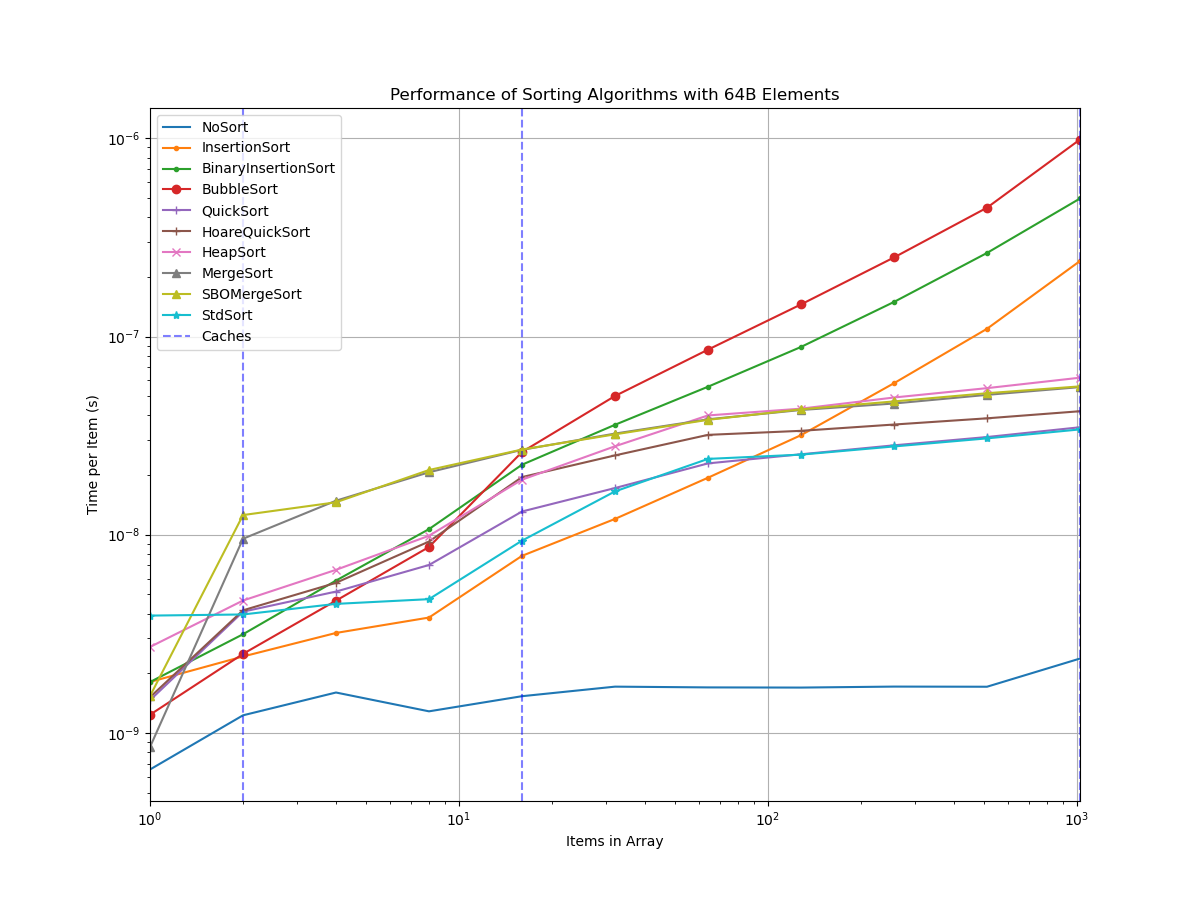 Performance of Sorting Algorithms with 64B Elements
NoSort
InsertionSort
BinaryInsertionSort
BubbleSort
QuickSort
HoareQuickSort
HeapSort
MergeSort
SBOMergeSort
StdSort
Caches
Time per Item (s)
10⁻⁶
10⁻⁷
10⁻⁸
10⁻⁹
10⁰ 10¹ 10² 10³
Items in Array